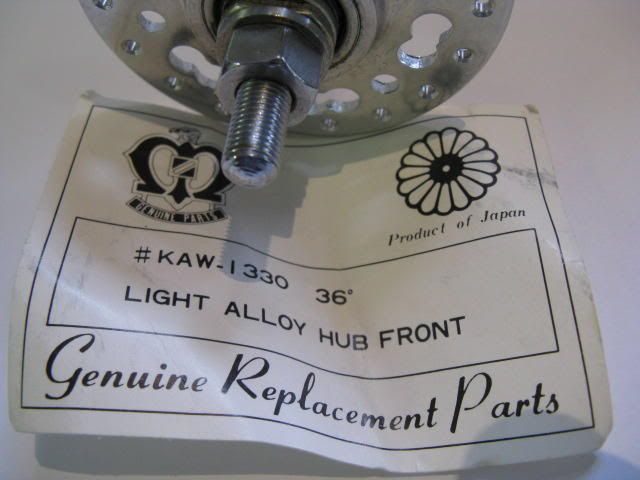 GENUINE PARTS
Product of Japan
#KAW-1330 36°
LIGHT ALLOY HUB FRONT
Genuine Replacement Parts